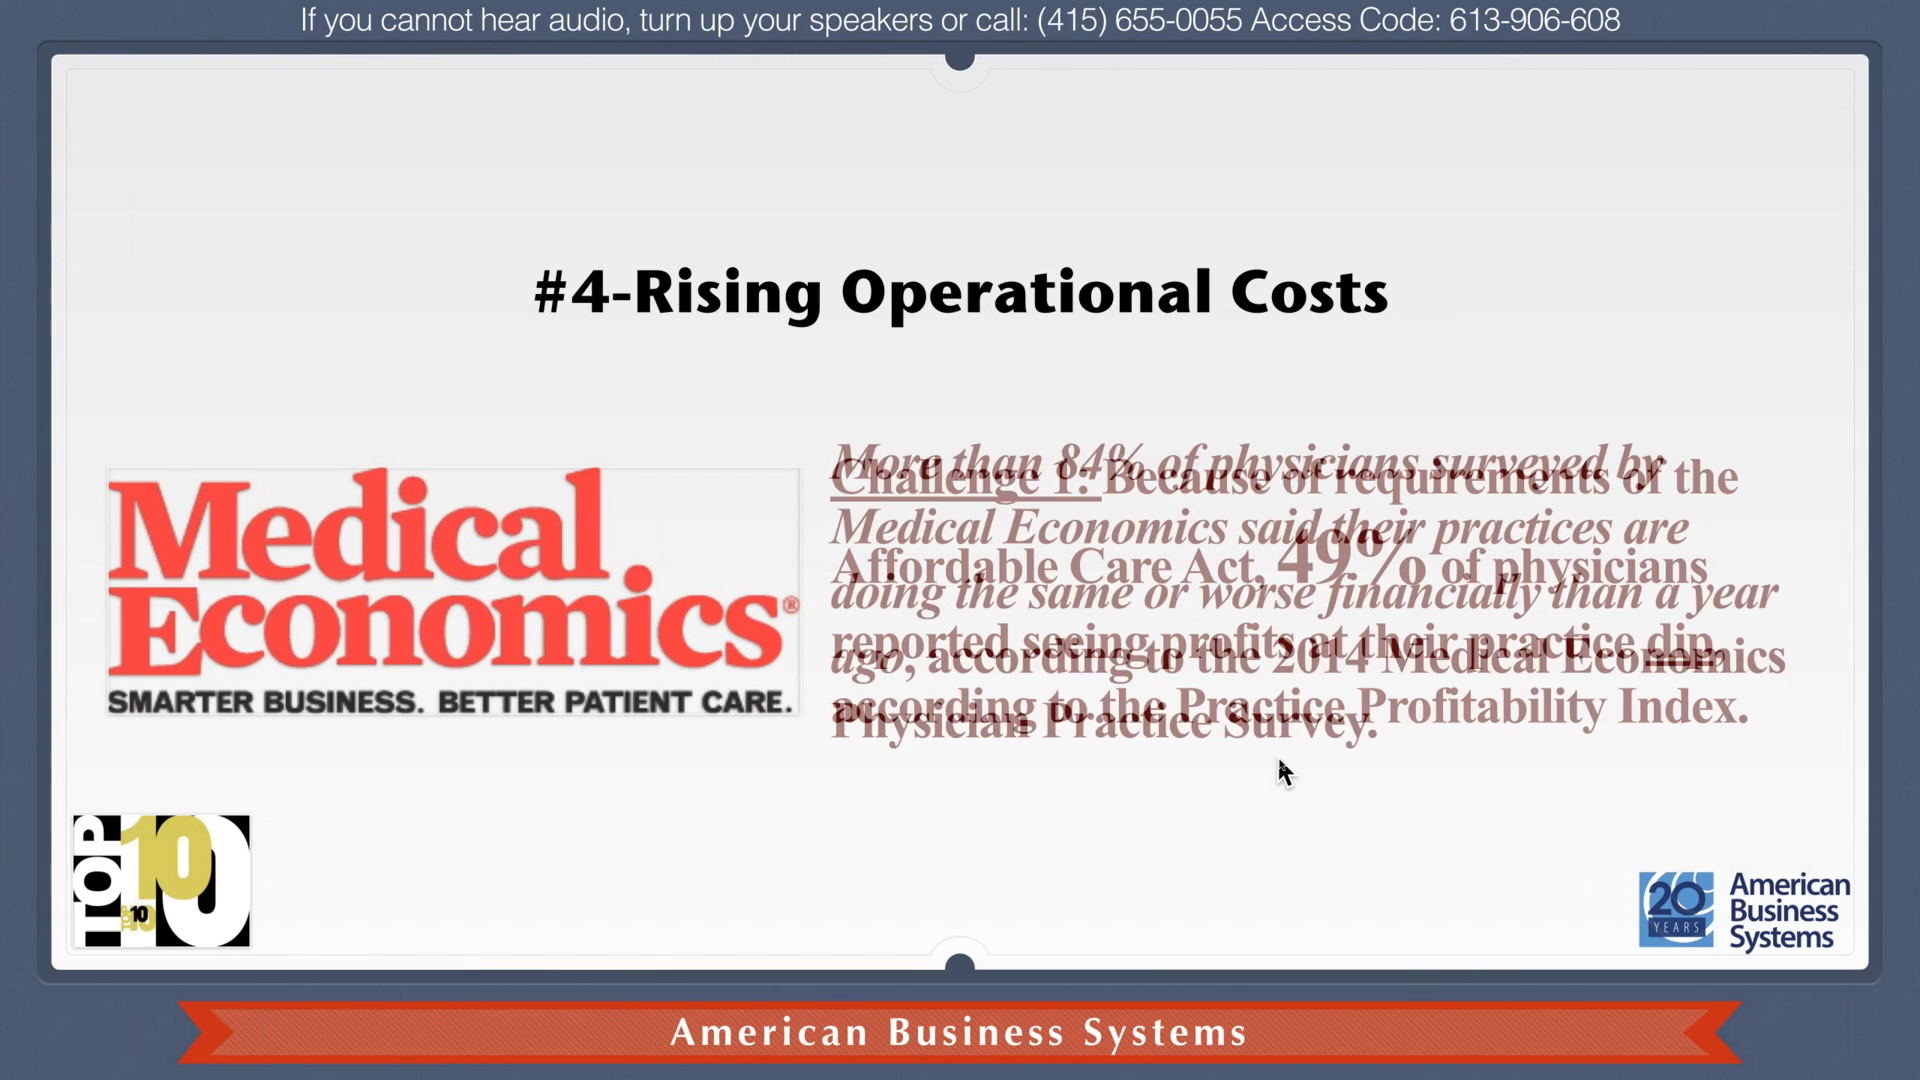 If you cannot hear audio, turn up your speakers or call: (415) 655-0055 Access Code: 613-906-608
#4-Rising Operational Costs
Medical
Economics®
SMARTER BUSINESS. BETTER PATIENT CARE.
More than 84% of physicians surveyed by
Medical Economics said their practices are
doing the same or worse financially than a year
ago, according to the 2014 Medical Economics
Physician Practice Survey.
Challenge 1: Because of requirements of the
Affordable Care Act, 49% of physicians
reported seeing profits at their practice dip,
according to the Practice Profitability Index.
TOP
10
10
10
20
YEARS
American
Business
Systems
American Business Systems